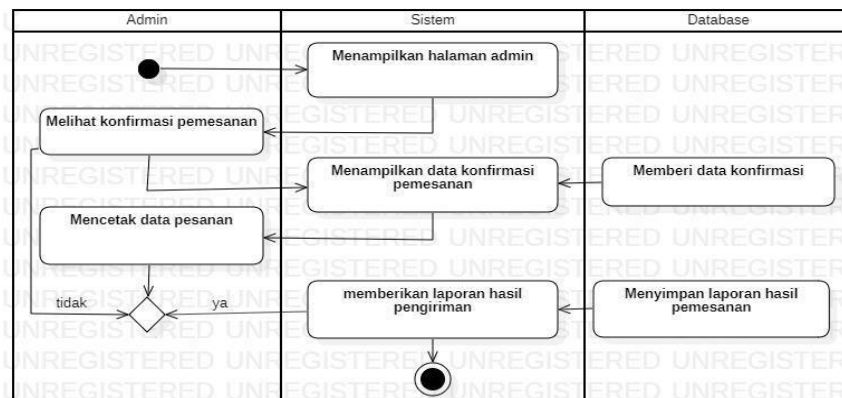 Admin
Sistem
Database
Menampilkan halaman admin
Melihat konfirmasi pemesanan
Menampilkan data konfirmasi
pemesanan
Memberi data konfirmasi
Mencetak data pesanan
tidak
ya
memberikan laporan hasil
pengiriman
Menyimpan laporan hasil
pemesanan
UNREGISTERED